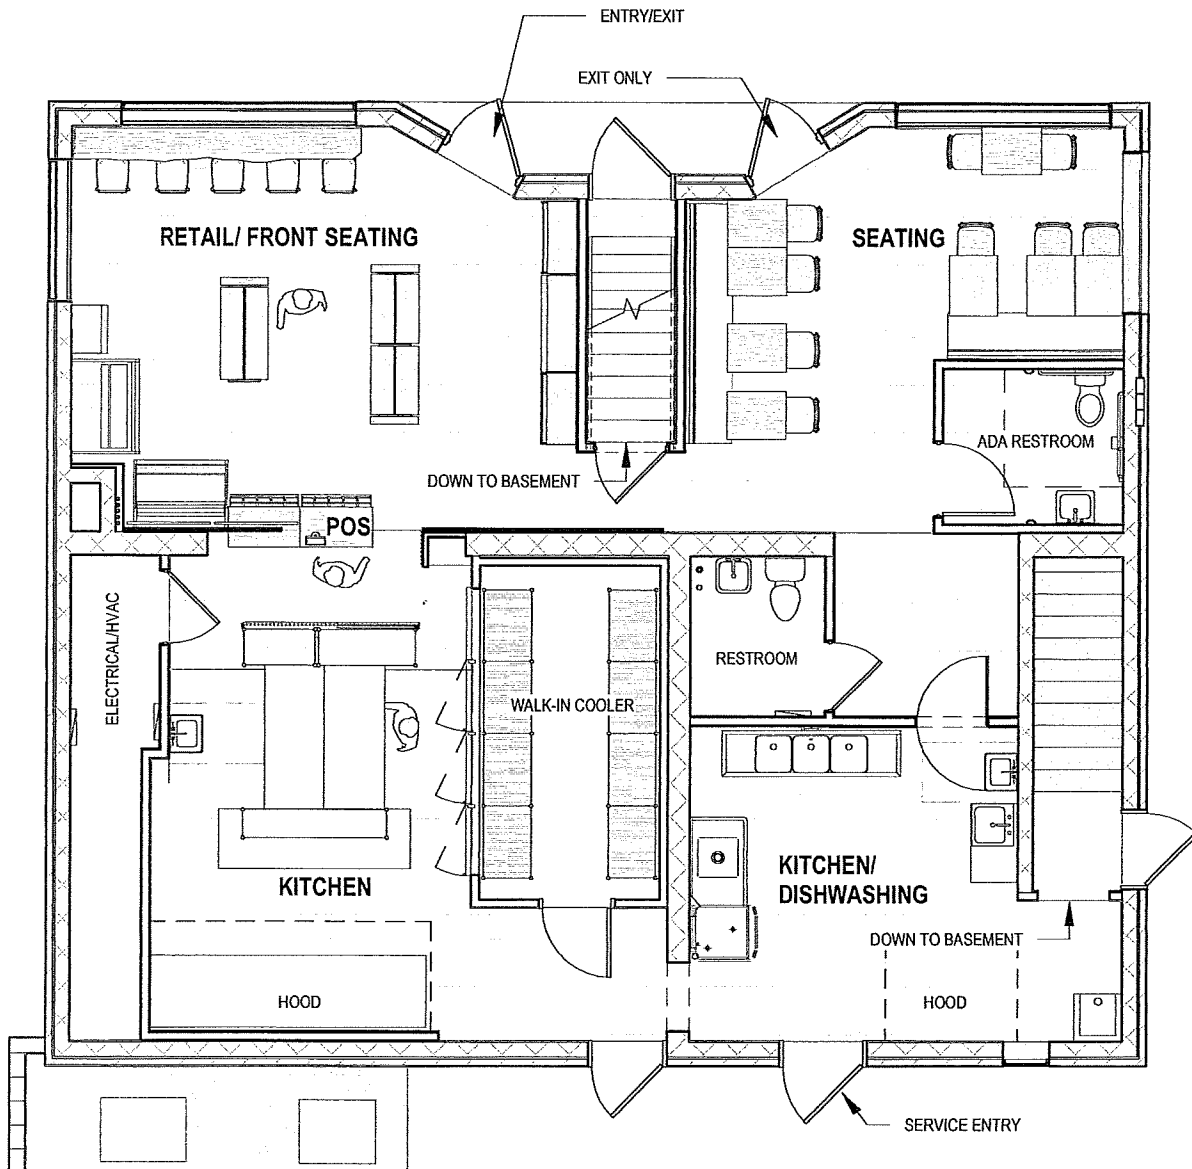 ENTRY/EXIT
EXIT ONLY
RETAIL/ FRONT SEATING
SEATING
ADA RESTROOM
DOWN TO BASEMENT
POS
ELECTRICAL/HVAC
RESTROOM
WALK-IN COOLER
KITCHEN
KITCHEN/
DISHWASHING
DOWN TO BASEMENT
HOOD
HOOD
SERVICE ENTRY